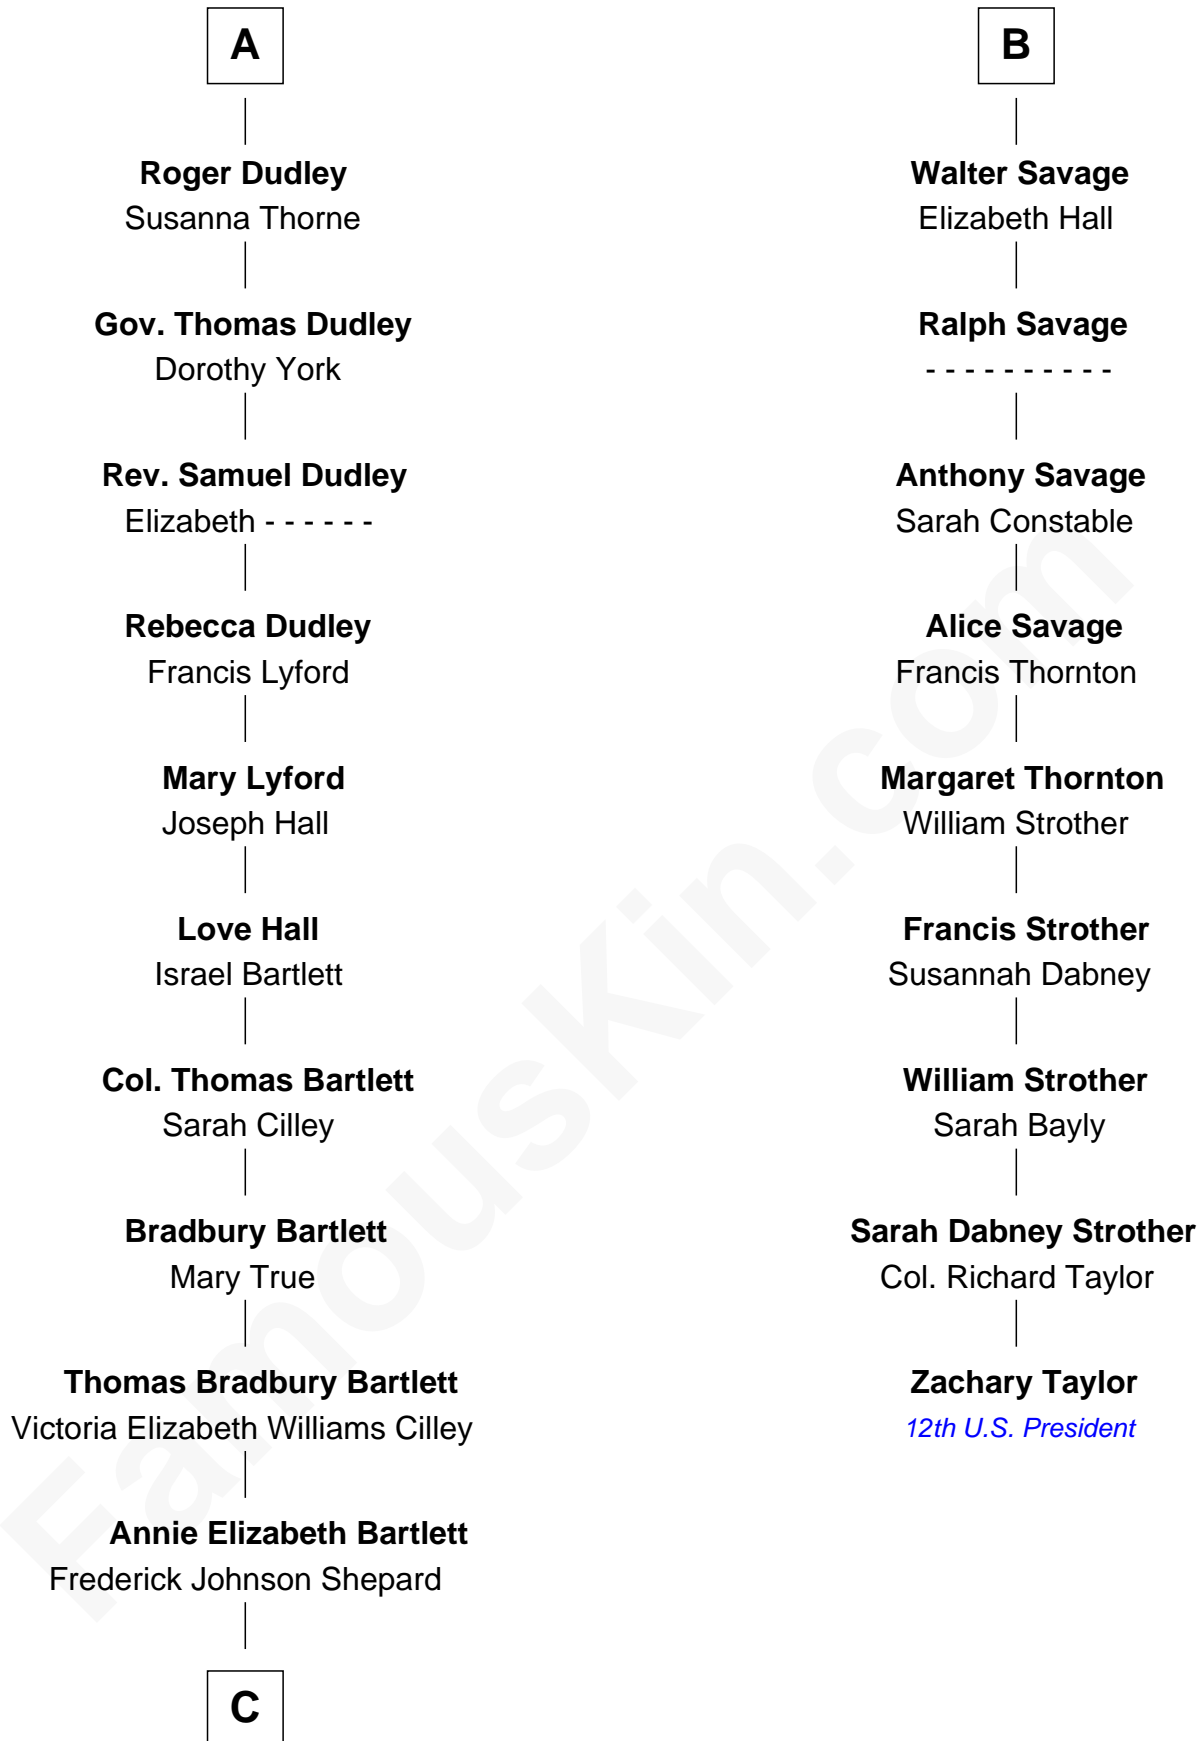 A
Roger Dudley
Susanna Thorne
Gov. Thomas Dudley
Dorothy York
Rev. Samuel Dudley
Elizabeth - - - - - -
Rebecca Dudley
Francis Lyford
Mary Lyford
Joseph Hall
Love Hall
Israel Bartlett
Col. Thomas Bartlett
Sarah Cilley
Bradbury Bartlett
Mary True
Thomas Bradbury Bartlett
Victoria Elizabeth Williams Cilley
Annie Elizabeth Bartlett
Frederick Johnson Shepard
C
B
Walter Savage
Elizabeth Hall
Ralph Savage
- - - - - - - - - -
Anthony Savage
Sarah Constable
Alice Savage
Francis Thornton
Margaret Thornton
William Strother
Francis Strother
Susannah Dabney
William Strother
Sarah Bayly
Sarah Dabney Strother
Col. Richard Taylor
Zachary Taylor
12th U.S. President
FamousKin.com